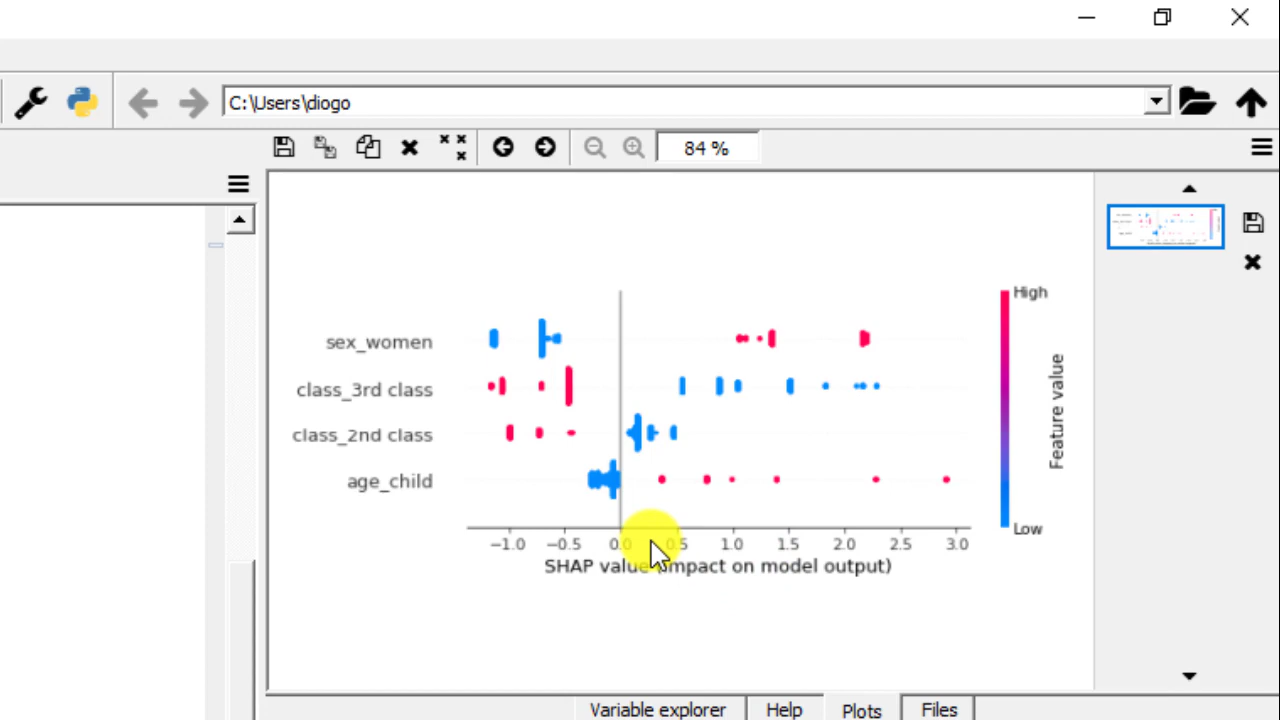 C:\Users\diogo
84 %
High
sex_women
class_3rd class
class_2nd class
age_child
Feature value
Low
−1.0 −0.5 0.0 0.5 1.0 1.5 2.0 2.5 3.0
SHAP value (impact on model output)
Variable explorer Help Plots Files